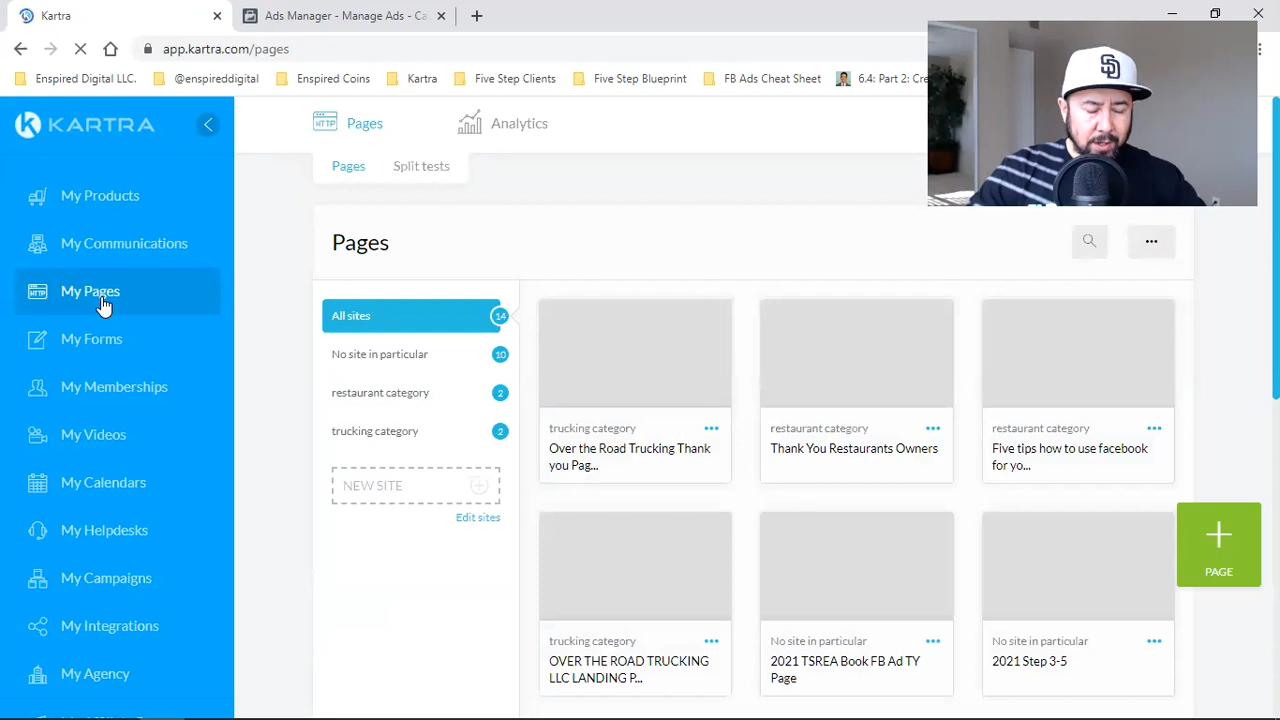 Kartra
Ads Manager - Manage Ads - Ca
app.kartra.com/pages
Enspired Digital LLC.
@enspireddigital
Enspired Coins
Kartra
Five Step Clients
Five Step Blueprint
FB Ads Cheat Sheet
6.4: Part 2: Cre
KARTRA
Pages
Analytics
Pages
Split tests
My Products
My Communications
My Pages
My Forms
My Memberships
My Videos
My Calendars
My Helpdesks
My Campaigns
My Integrations
My Agency
Pages
All sites
14
No site in particular
10
restaurant category
2
trucking category
2
NEW SITE
Edit sites
trucking category
Over the Road Trucking Thank
you Pag...
restaurant category
Thank You Restaurants Owners
restaurant category
Five tips how to use facebook
for yo...
trucking category
OVER THE ROAD TRUCKING
LLC LANDING P...
No site in particular
2021 TSREA Book FB Ad TY
Page
No site in particular
2021 Step 3-5
PAGE